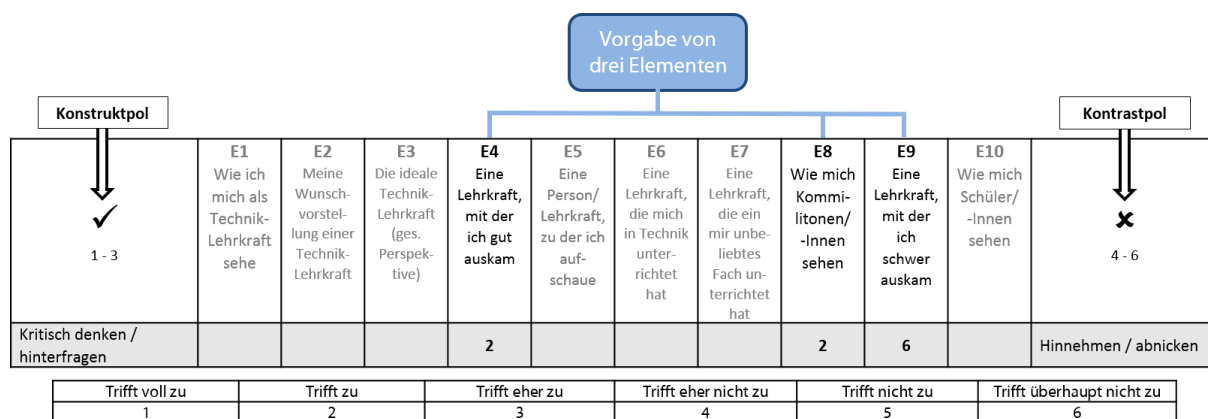 Vorgabe von
drei Elementen
Konstruktpol
Kontrastpol
✓
1 - 3
E1
Wie ich
mich als
Technik-
Lehrkraft
sehe
E2
Meine
Wunsch-
vorstel-
lung einer
Technik-
Lehrkraft
E3
Die ideale
Technik-
Lehrkraft
(ges.
Perspek-
tive)
E4
Eine
Lehrkraft,
mit der
ich gut
auskam
E5
Eine
Person/
Lehrkraft,
zu der ich
auf-
schaue
E6
Eine
Lehrkraft,
die mich
in Technik
unter-
richtet
hat
E7
Eine
Lehrkraft,
die ein
mir unbe-
liebtes
Fach un-
terrichtet
hat
E8
Wie mich
Kommi-
litonen/
-Innen
sehen
E9
Eine
Lehrkraft,
mit der
ich
schwer
auskam
E10
Wie mich
Schüler/
-Innen
sehen
✘
4 - 6
Kritisch denken /
hinterfragen
2
2
6
Hinnehmen / abnicken
Trifft voll zu
Trifft zu
Trifft eher zu
Trifft eher nicht zu
Trifft nicht zu
Trifft überhaupt nicht zu
1
2
3
4
5
6